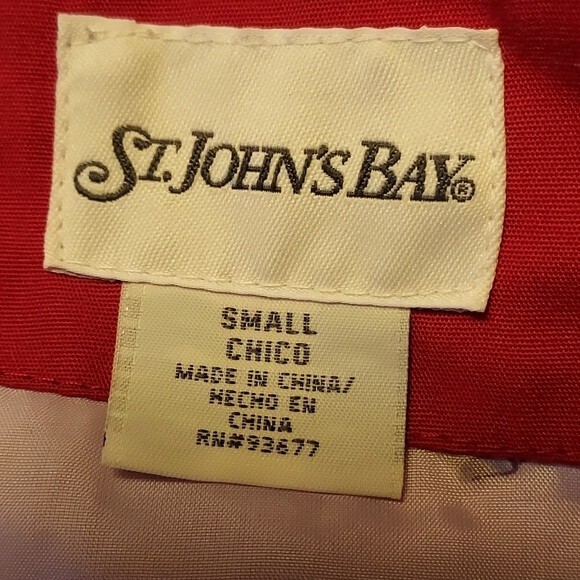 ST. JOHN'S BAY®
SMALL
CHICO
MADE IN CHINA/
HECHO EN
CHINA
RN#93677